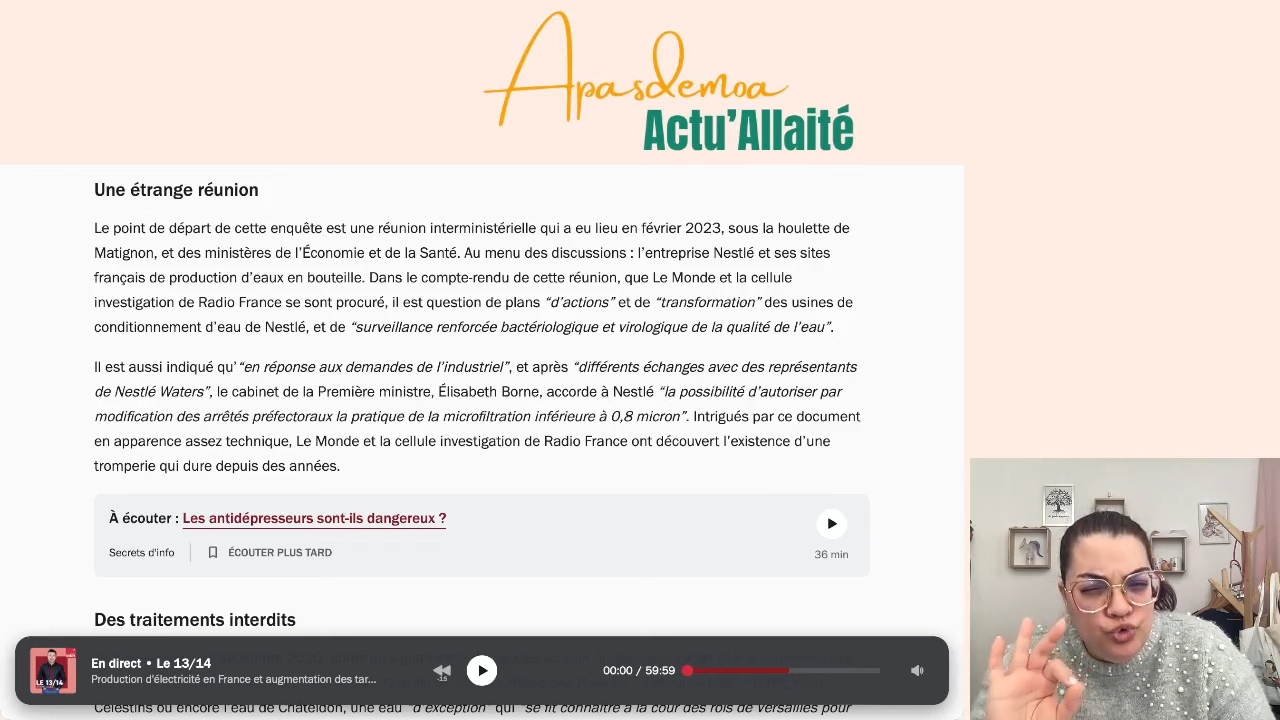 Apasdemoa
Actu'Allaité
Une étrange réunion
Le point de départ de cette enquête est une réunion interministérielle qui a eu lieu en février 2023, sous la houlette de
Matignon, et des ministères de l'Économie et de la Santé. Au menu des discussions : l'entreprise Nestlé et ses sites
français de production d'eaux en bouteille. Dans le compte-rendu de cette réunion, que Le Monde et la cellule
investigation de Radio France se sont procuré, il est question de plans “d'actions” et de “transformation” des usines de
conditionnement d'eau de Nestlé, et de “surveillance renforcée bactériologique et virologique de la qualité de l'eau”.
Il est aussi indiqué qu'“en réponse aux demandes de l'industriel”, et après “différents échanges avec des représentants
de Nestlé Waters”, le cabinet de la Première ministre, Élisabeth Borne, accorde à Nestlé “la possibilité d'autoriser par
modification des arrêtés préfectoraux la pratique de la microfiltration inférieure à 0,8 micron”. Intrigués par ce document
en apparence assez technique, Le Monde et la cellule investigation de Radio France ont découvert l'existence d'une
tromperie qui dure depuis des années.
À écouter : Les antidépresseurs sont-ils dangereux ?
Secrets d'info ÉCOUTER PLUS TARD
36 min
Des traitements interdits
En direct • Le 13/14
Production d'électricité en France et augmentation des tar...
LE 13/14
-15
00:00 / 59:59
Célestins ou encore l'eau de Chateldon, une eau “d'exception” qui “se fit connaître à la cour des rois de Versailles pour